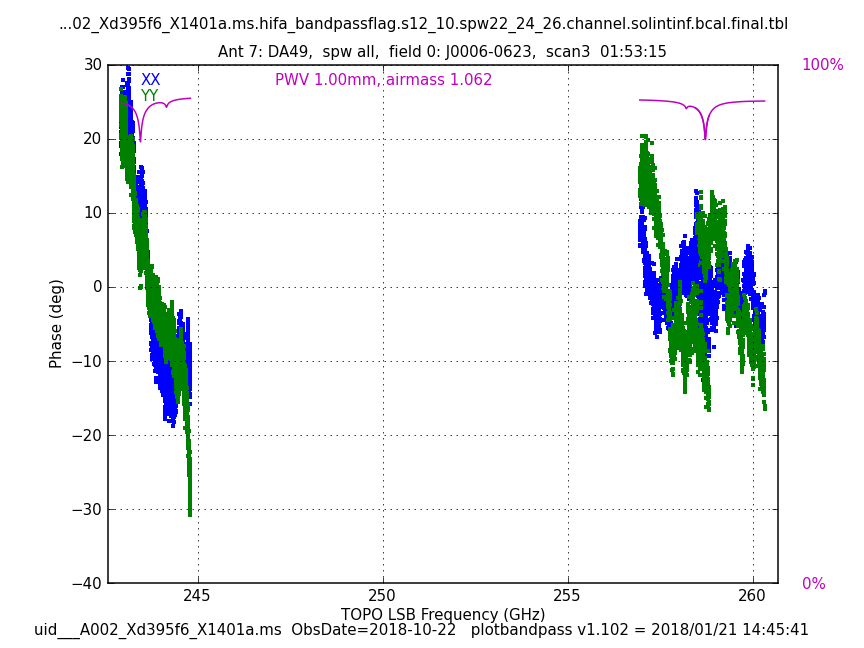 ...02_Xd395f6_X1401a.ms.hifa_bandpassflag.s12_10.spw22_24_26.channel.solintinf.bcal.final.tbl
Ant 7: DA49,  spw all,  field 0: J0006-0623,  scan3  01:53:15
30
100%
XX
PWV 1.00mm, airmass 1.062
YY
20
10
0
−10
−20
−30
−40
0%
Phase (deg)
245
250
255
260
TOPO LSB Frequency (GHz)
uid___A002_Xd395f6_X1401a.ms  ObsDate=2018-10-22   plotbandpass v1.102 = 2018/01/21 14:45:41